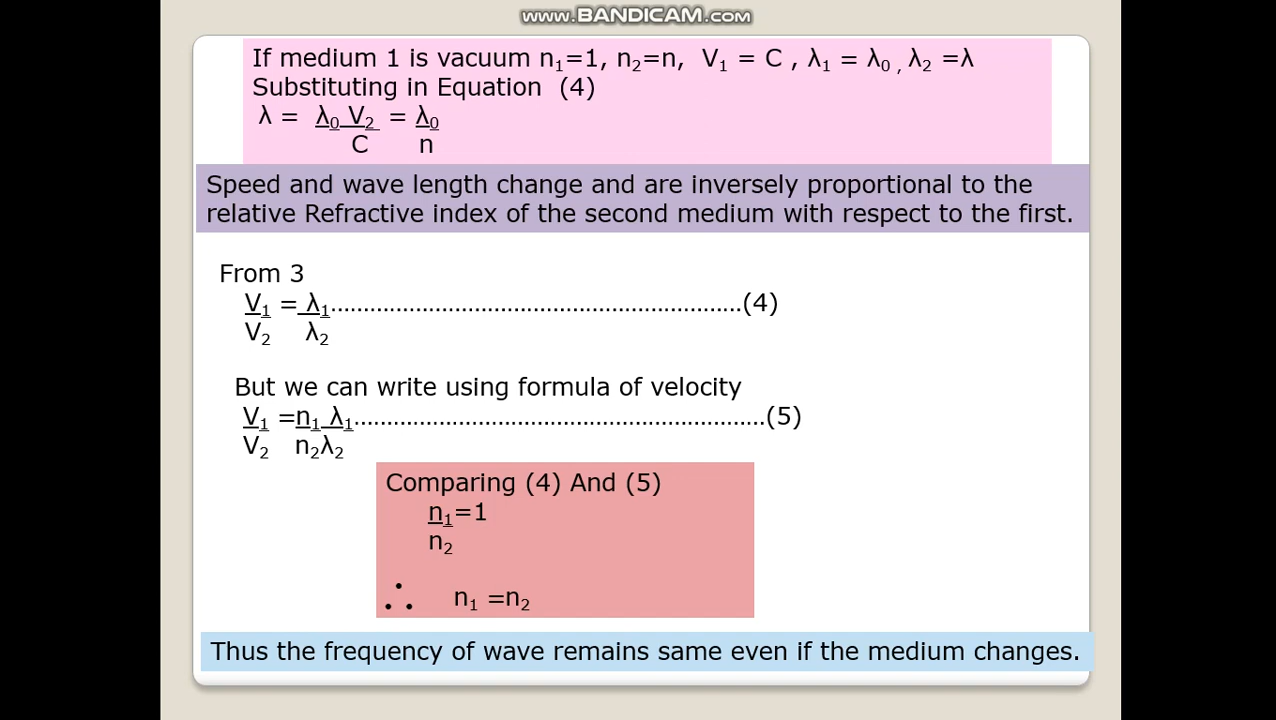 www.BANDICAM.com
If medium 1 is vacuum n₁=1, n₂=n, V₁ = C , λ₁ = λ₀ , λ₂ =λ
Substituting in Equation (4)
λ = λ₀ V₂ = λ₀
C n
Speed and wave length change and are inversely proportional to the
relative Refractive index of the second medium with respect to the first.
From 3
V₁ = λ₁...............................................................(4)
V₂ λ₂
But we can write using formula of velocity
V₁ =n₁ λ₁...............................................................(5)
V₂ n₂λ₂
Comparing (4) And (5)
n₁=1
n₂
∴ n₁ =n₂
Thus the frequency of wave remains same even if the medium changes.